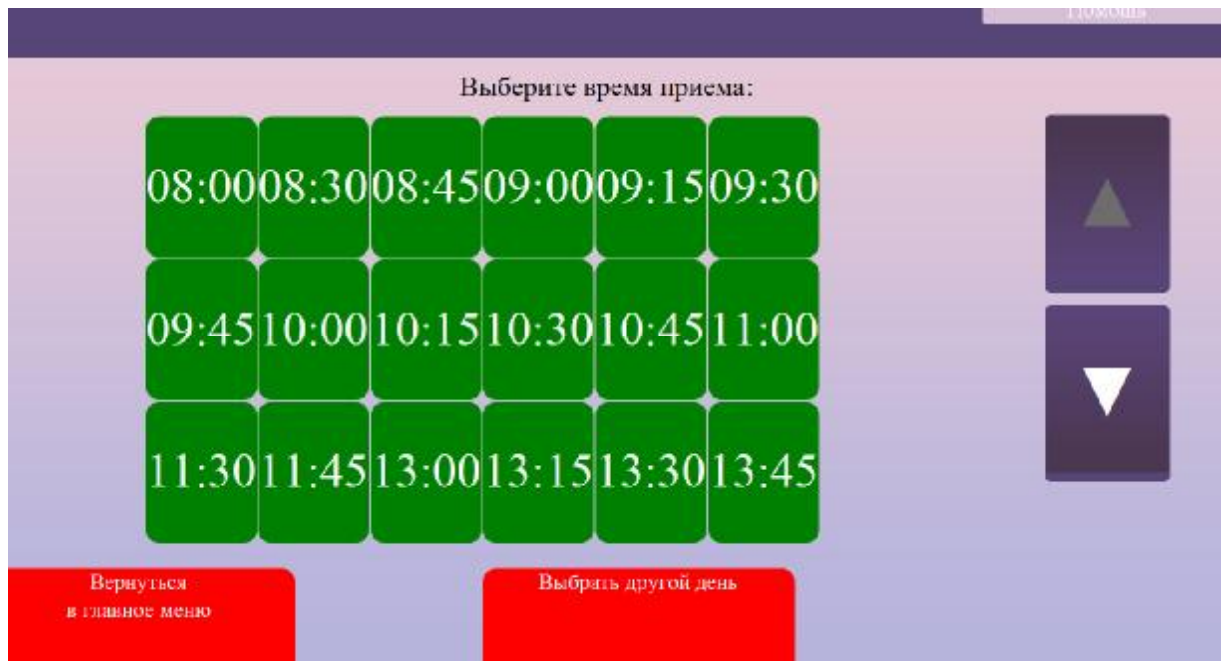 Помощь
Выберите время приема:
08:00 08:30 08:45 09:00 09:15 09:30
09:45 10:00 10:15 10:30 10:45 11:00
11:30 11:45 13:00 13:15 13:30 13:45
Вернуться
в главное меню
Выбрать другой день